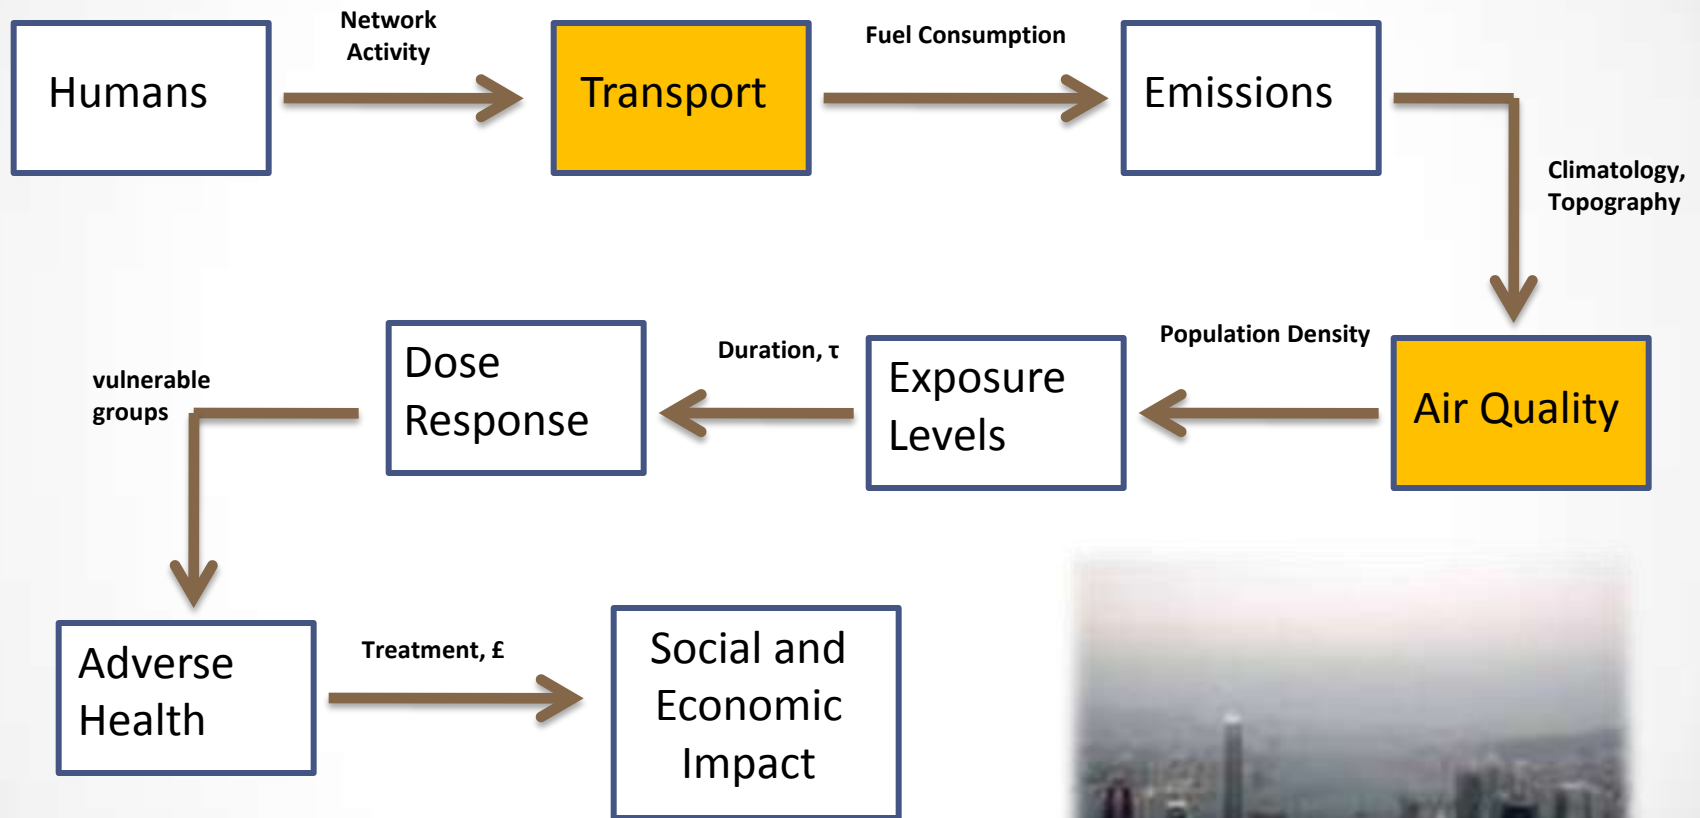 Network
Activity
Fuel Consumption
Humans
Transport
Emissions
Climatology,
Topography
Population Density
Duration, τ
vulnerable
groups
Dose
Response
Exposure
Levels
Air Quality
Adverse
Health
Treatment, £
Social and
Economic
Impact